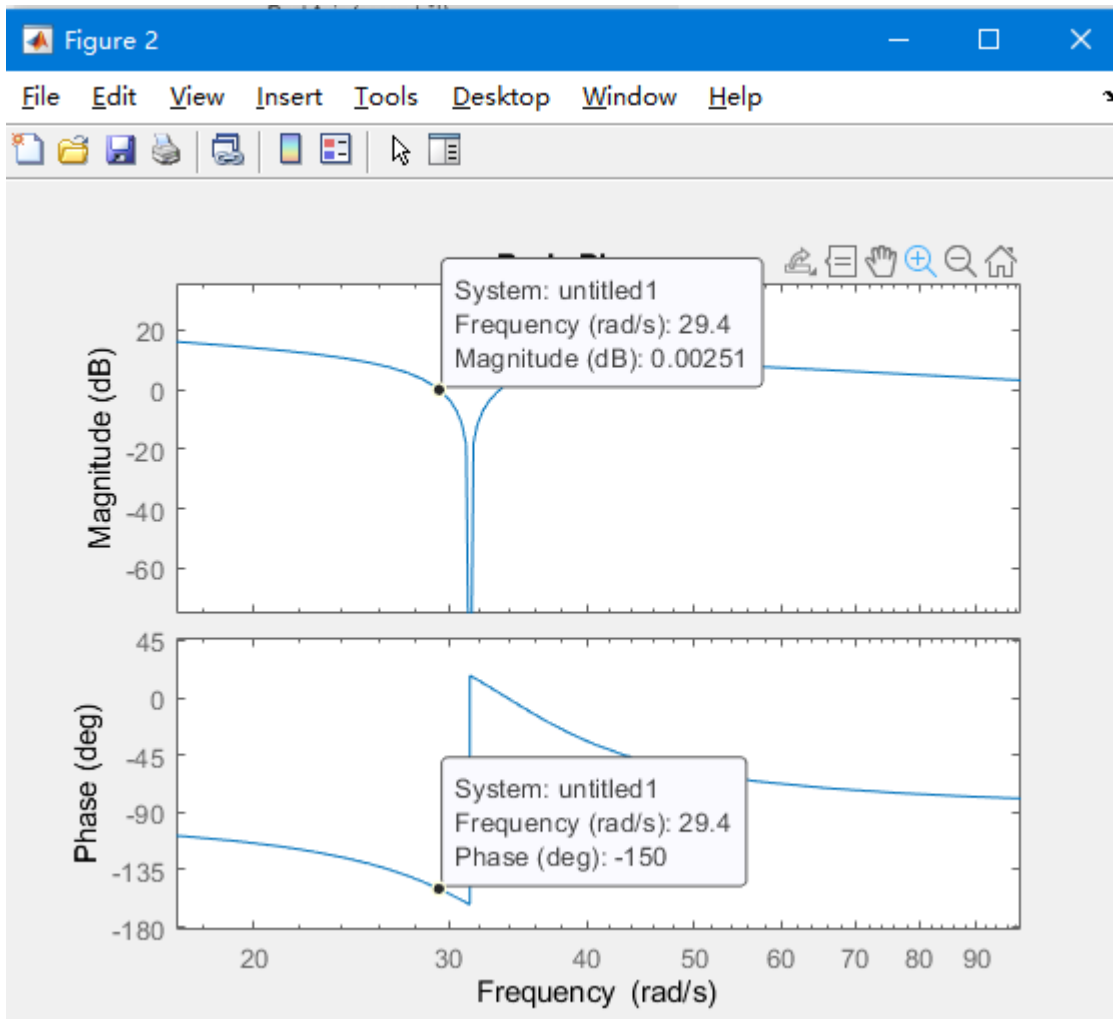 Figure 2
File Edit View Insert Tools Desktop Window Help
System: untitled1
Frequency (rad/s): 29.4
Magnitude (dB): 0.00251
Magnitude (dB)
20
0
-20
-40
-60
System: untitled1
Frequency (rad/s): 29.4
Phase (deg): -150
Phase (deg)
45
0
-45
-90
-135
-180
20 30 40 50 60 70 80 90
Frequency (rad/s)